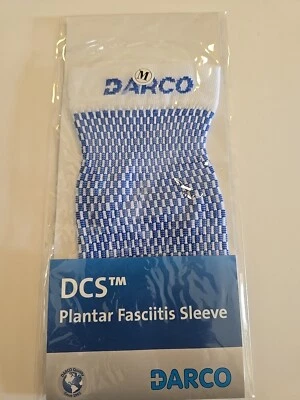 M
DARCO
DCS™
Plantar Fasciitis Sleeve
DARCO